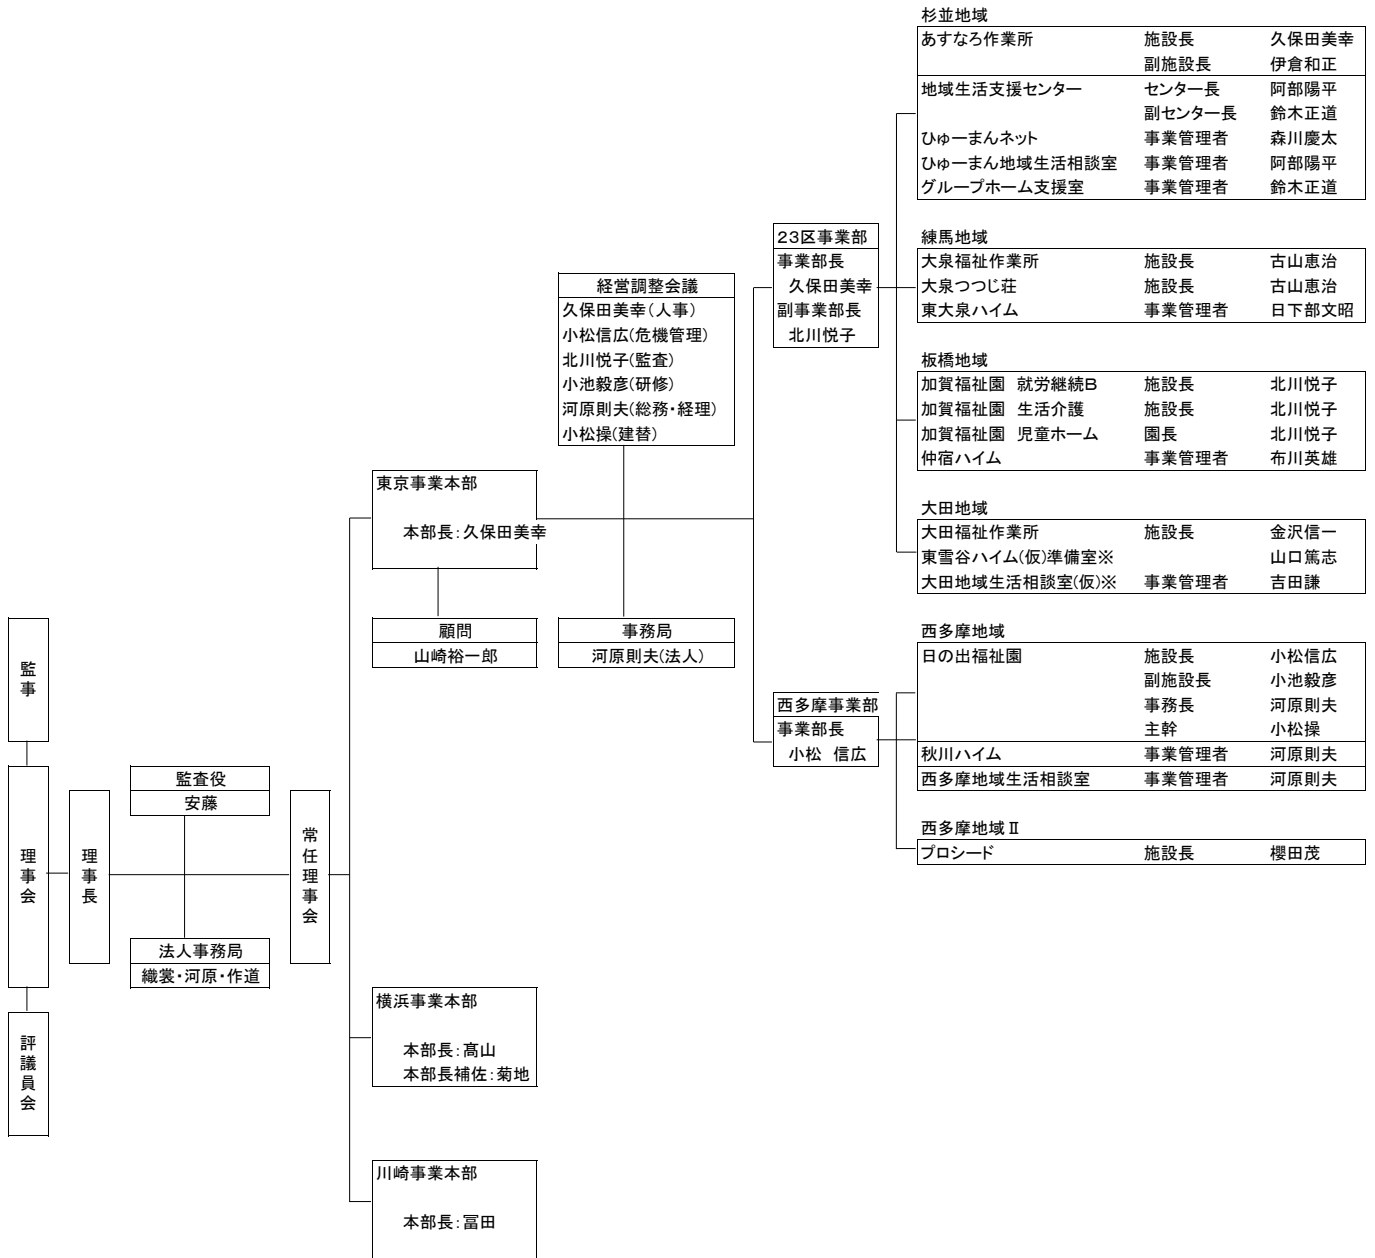 監事
理事会
評議員会
理事長
監査役
安藤
法人事務局
織裳・河原・作道
常任理事会
東京事業本部
本部長：久保田美幸
顧問
山崎裕一郎
横浜事業本部
本部長：髙山
本部長補佐：菊地
川崎事業本部
本部長：冨田
経営調整会議
久保田美幸(人事)
小松信広(危機管理)
北川悦子(監査)
小池毅彦(研修)
河原則夫(総務・経理)
小松操(建替)
事務局
河原則夫(法人)
23区事業部
事業部長
久保田美幸
副事業部長
北川悦子
西多摩事業部
事業部長
小松 信広
杉並地域
あすなろ作業所 施設長 久保田美幸
副施設長 伊倉和正
地域生活支援センター センター長 阿部陽平
副センター長 鈴木正道
ひゅーまんネット 事業管理者 森川慶太
ひゅーまん地域生活相談室 事業管理者 阿部陽平
グループホーム支援室 事業管理者 鈴木正道
練馬地域
大泉福祉作業所 施設長 古山恵治
大泉つつじ荘 施設長 古山恵治
東大泉ハイム 事業管理者 日下部文昭
板橋地域
加賀福祉園 就労継続B 施設長 北川悦子
加賀福祉園 生活介護 施設長 北川悦子
加賀福祉園 児童ホーム 園長 北川悦子
仲宿ハイム 事業管理者 布川英雄
大田地域
大田福祉作業所 施設長 金沢信一
東雪谷ハイム(仮)準備室※ 山口篤志
大田地域生活相談室(仮)※ 事業管理者 吉田謙
西多摩地域
日の出福祉園 施設長 小松信広
副施設長 小池毅彦
事務長 河原則夫
主幹 小松操
秋川ハイム 事業管理者 河原則夫
西多摩地域生活相談室 事業管理者 河原則夫
西多摩地域Ⅱ
プロシード 施設長 櫻田茂